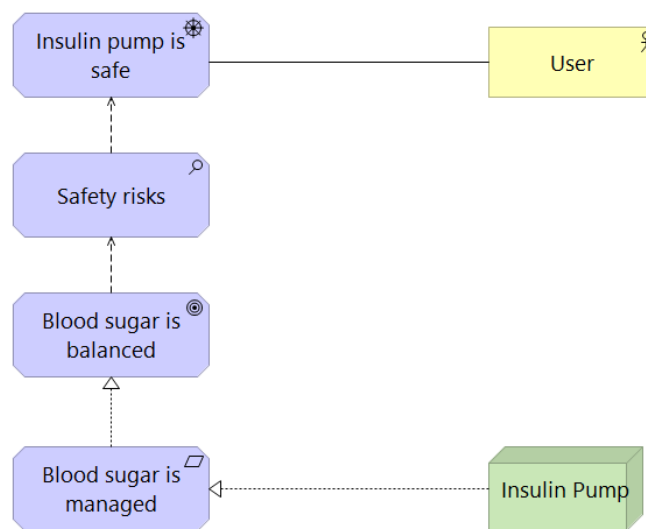 Insulin pump is
safe
User
Safety risks
Blood sugar is
balanced
Blood sugar is
managed
Insulin Pump